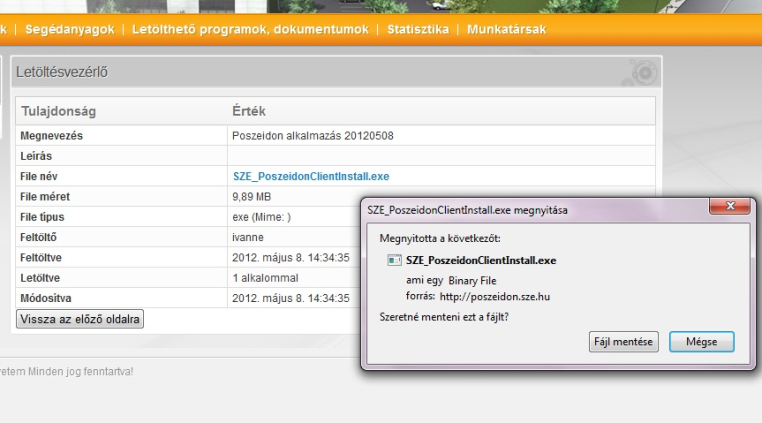 k | Segédanyagok | Letölthető programok, dokumentumok | Statisztika | Munkatársak
Letöltésvezérlő
Tulajdonság Érték
Megnevezés Poszeidon alkalmazás 20120508
Leírás
File név SZE_PoszeidonClientInstall.exe
File méret 9,89 MB
File típus exe (Mime: )
Feltöltő ivanne
Feltöltve 2012. május 8. 14:34:35
Letöltve 1 alkalommal
Módosítva 2012. május 8. 14:34:35
Vissza az előző oldalra
SZE_PoszeidonClientInstall.exe megnyitása
Megnyitotta a következőt:
SZE_PoszeidonClientInstall.exe
ami egy Binary File
forrás: http://poszeidon.sze.hu
Szeretné menteni ezt a fájlt?
Fájl mentése Mégse
yetem Minden jog fenntartva!